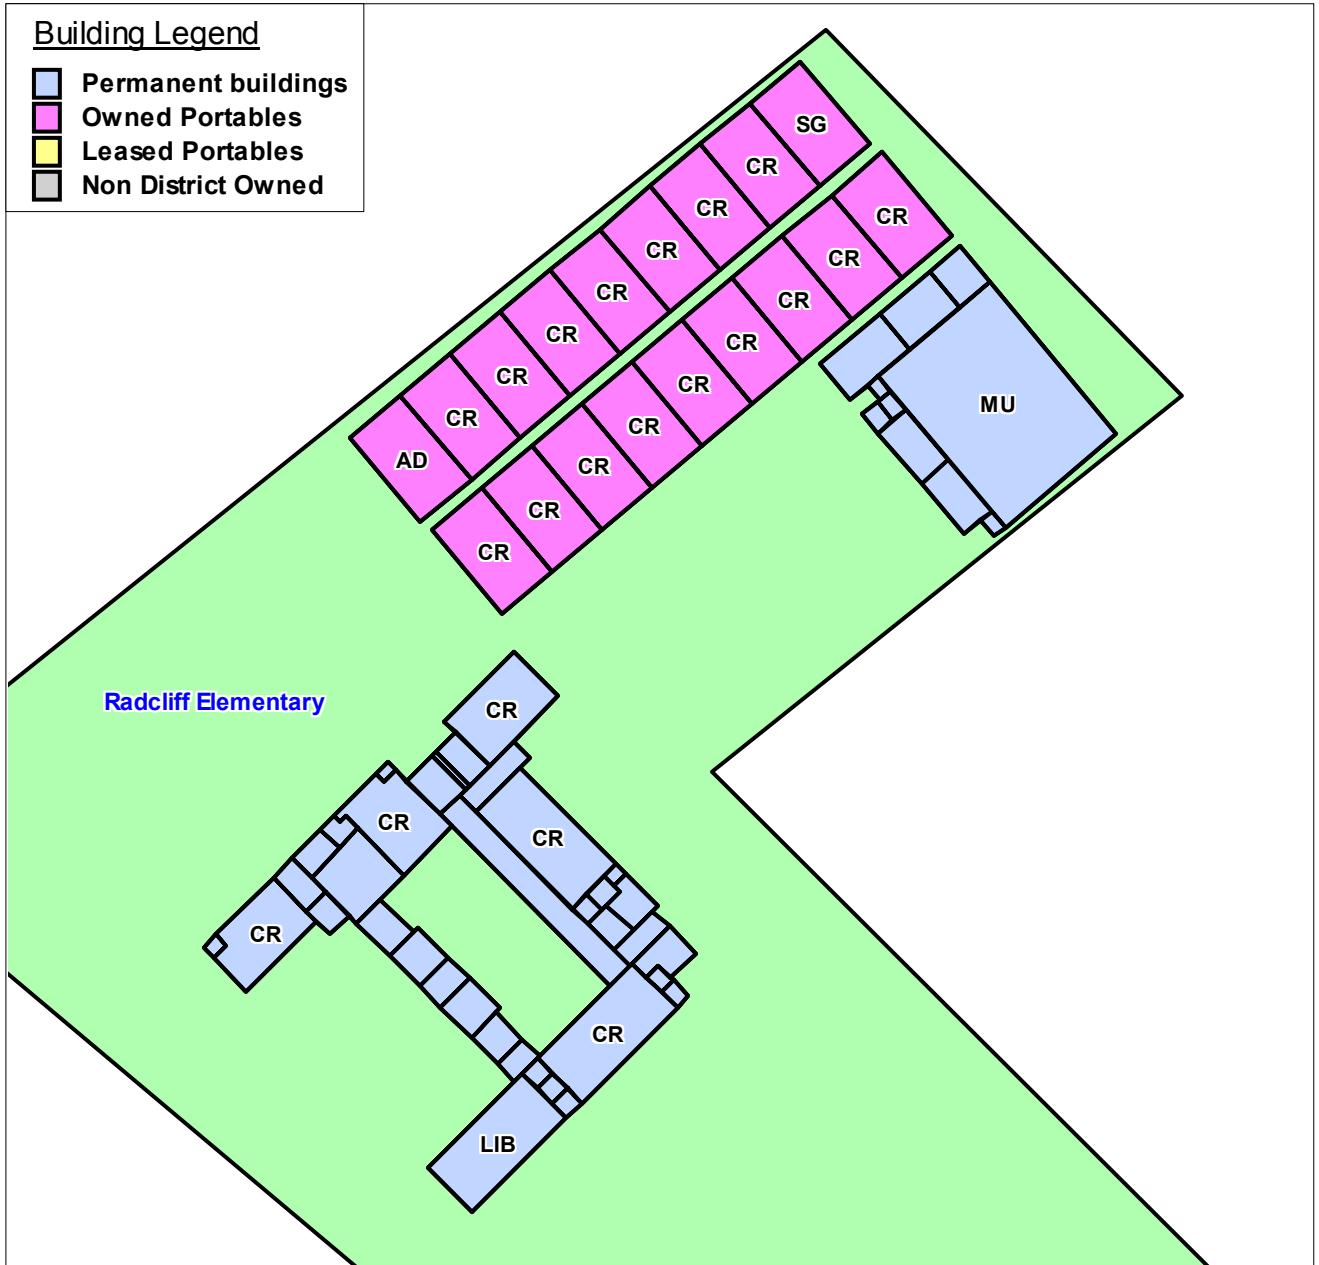 Building Legend
Permanent buildings
Owned Portables
Leased Portables
Non District Owned
SG
CR
CR
CR
CR
CR
CR
CR
AD
CR
CR
CR
CR
CR
CR
CR
CR
CR
MU
Radcliff Elementary
CR
CR
CR
CR
CR
LIB